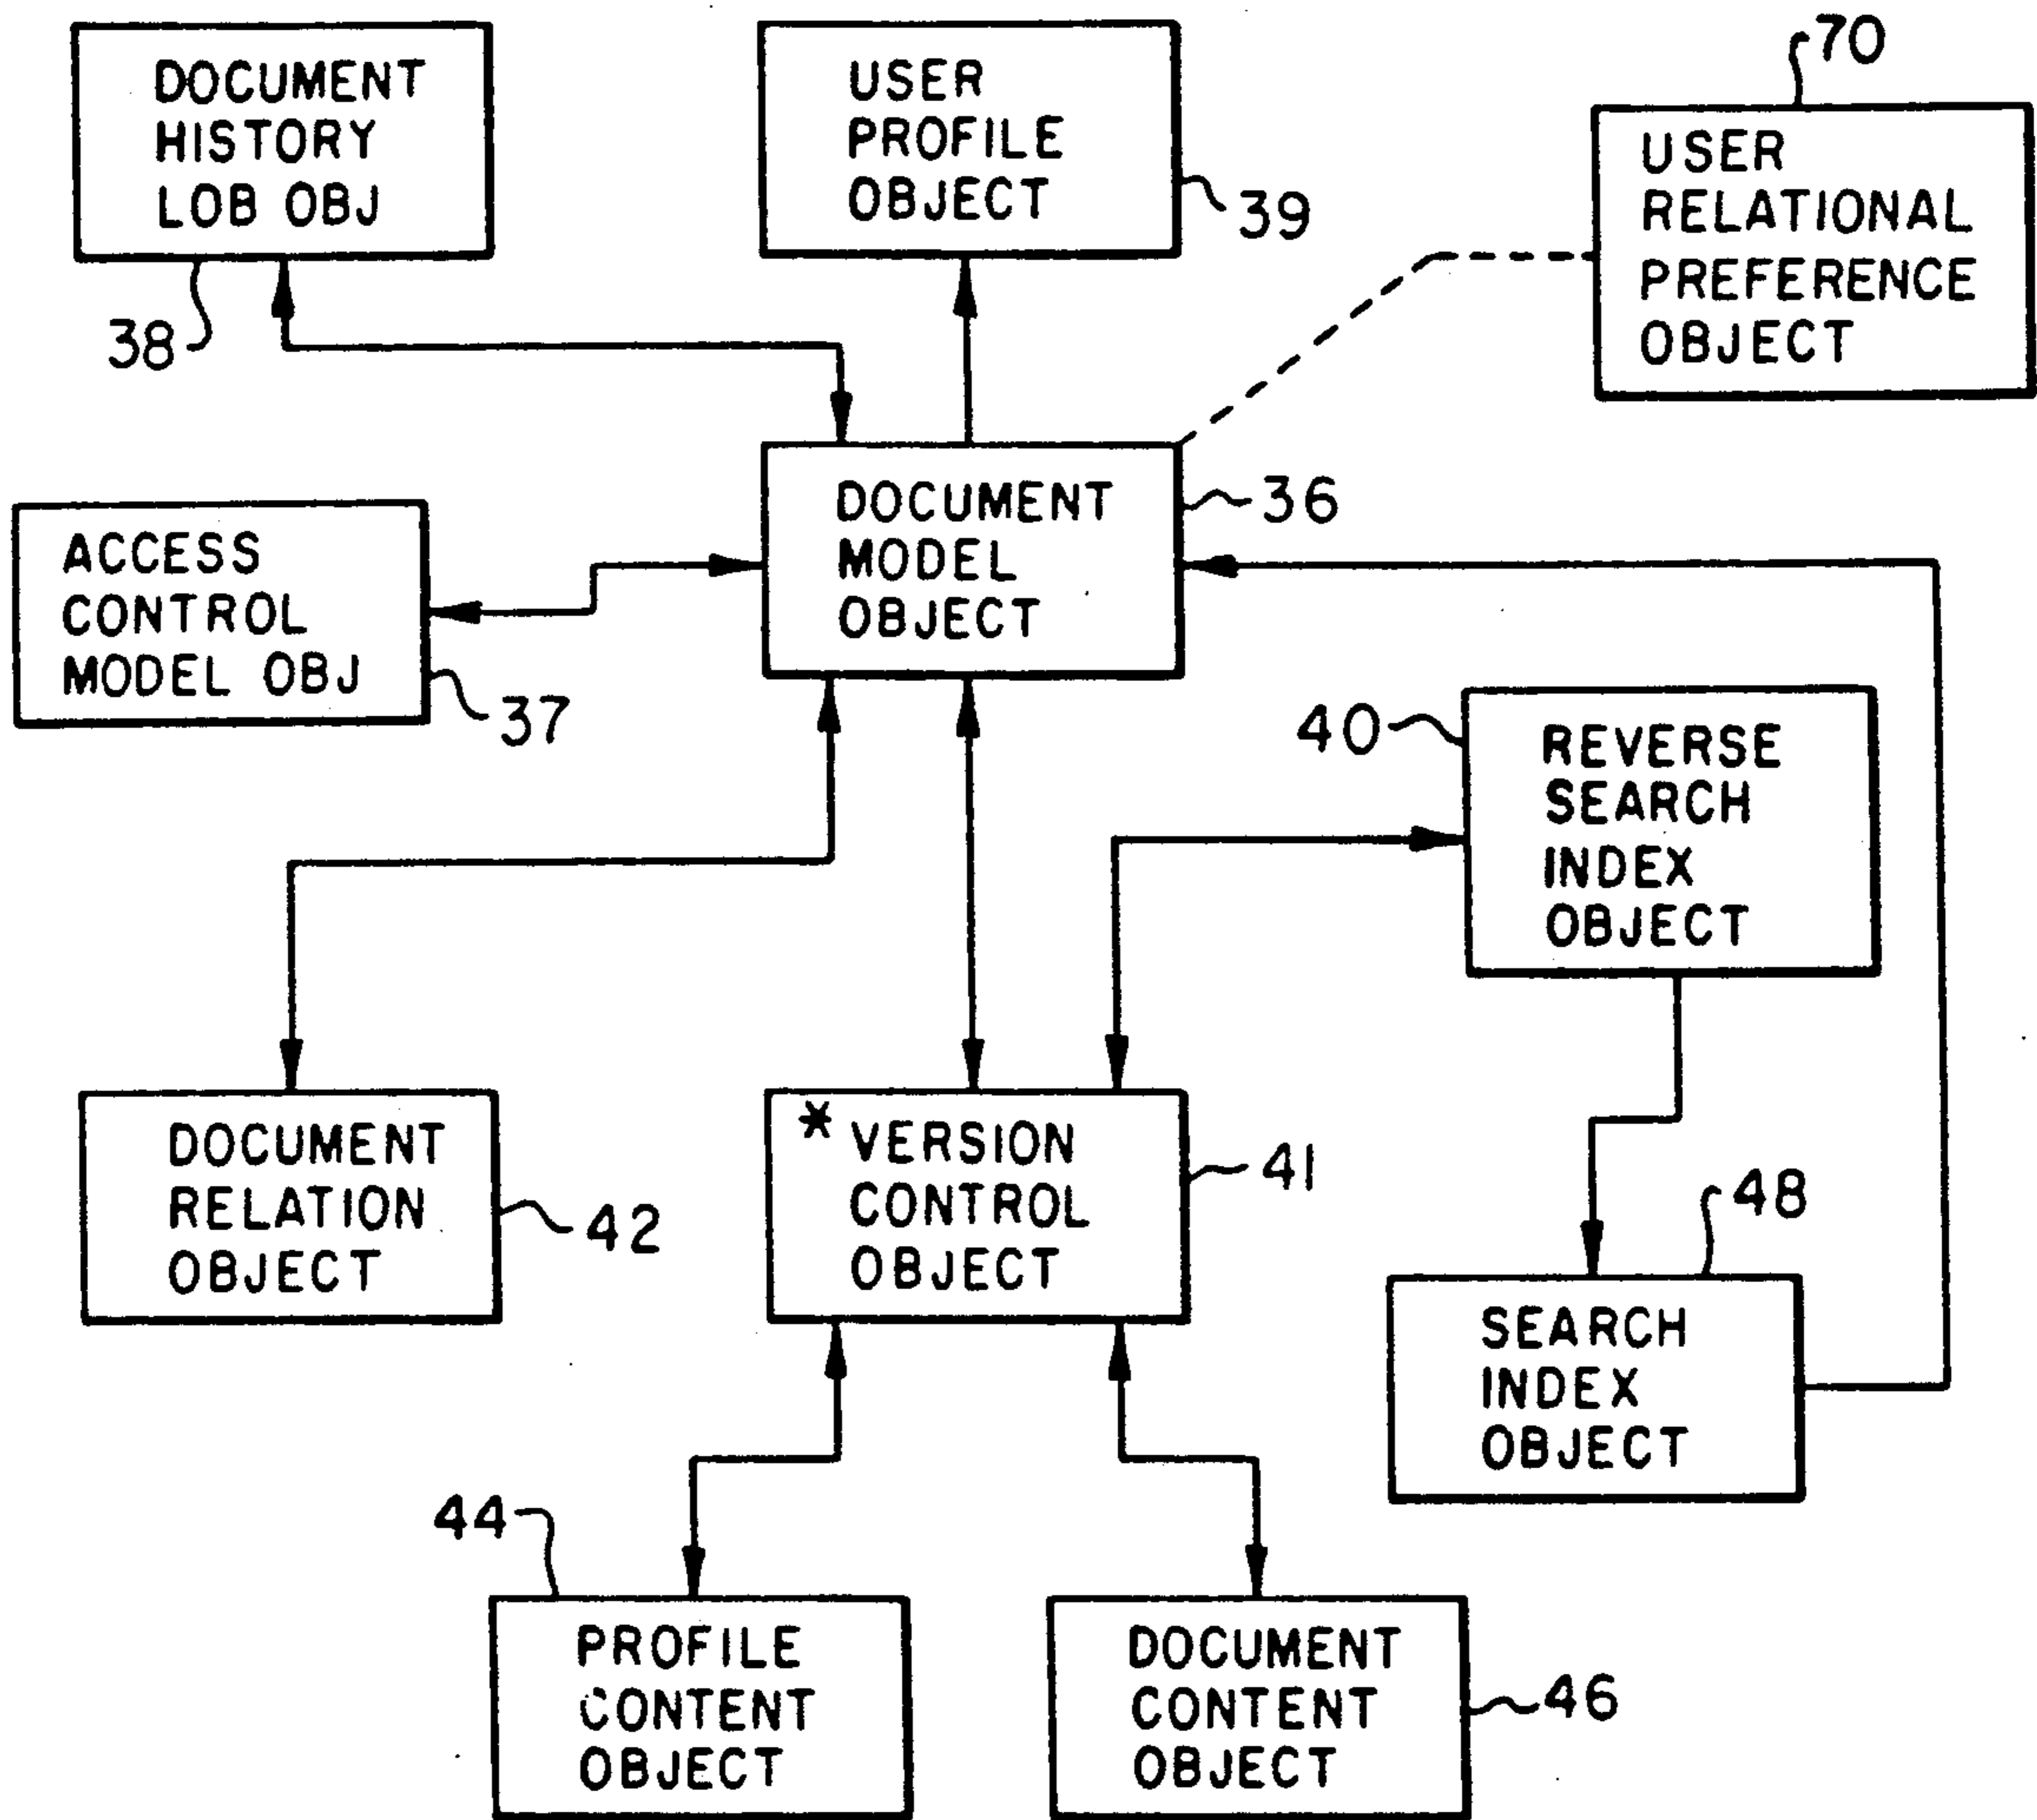 DOCUMENT
HISTORY
LOB OBJ
38
USER
PROFILE
OBJECT
39
70
USER
RELATIONAL
PREFERENCE
OBJECT
DOCUMENT
MODEL
OBJECT
36
ACCESS
CONTROL
MODEL OBJ
37
40
REVERSE
SEARCH
INDEX
OBJECT
DOCUMENT
RELATION
OBJECT
42
* VERSION
CONTROL
OBJECT
41
48
SEARCH
INDEX
OBJECT
44
PROFILE
CONTENT
OBJECT
DOCUMENT
CONTENT
OBJECT
46